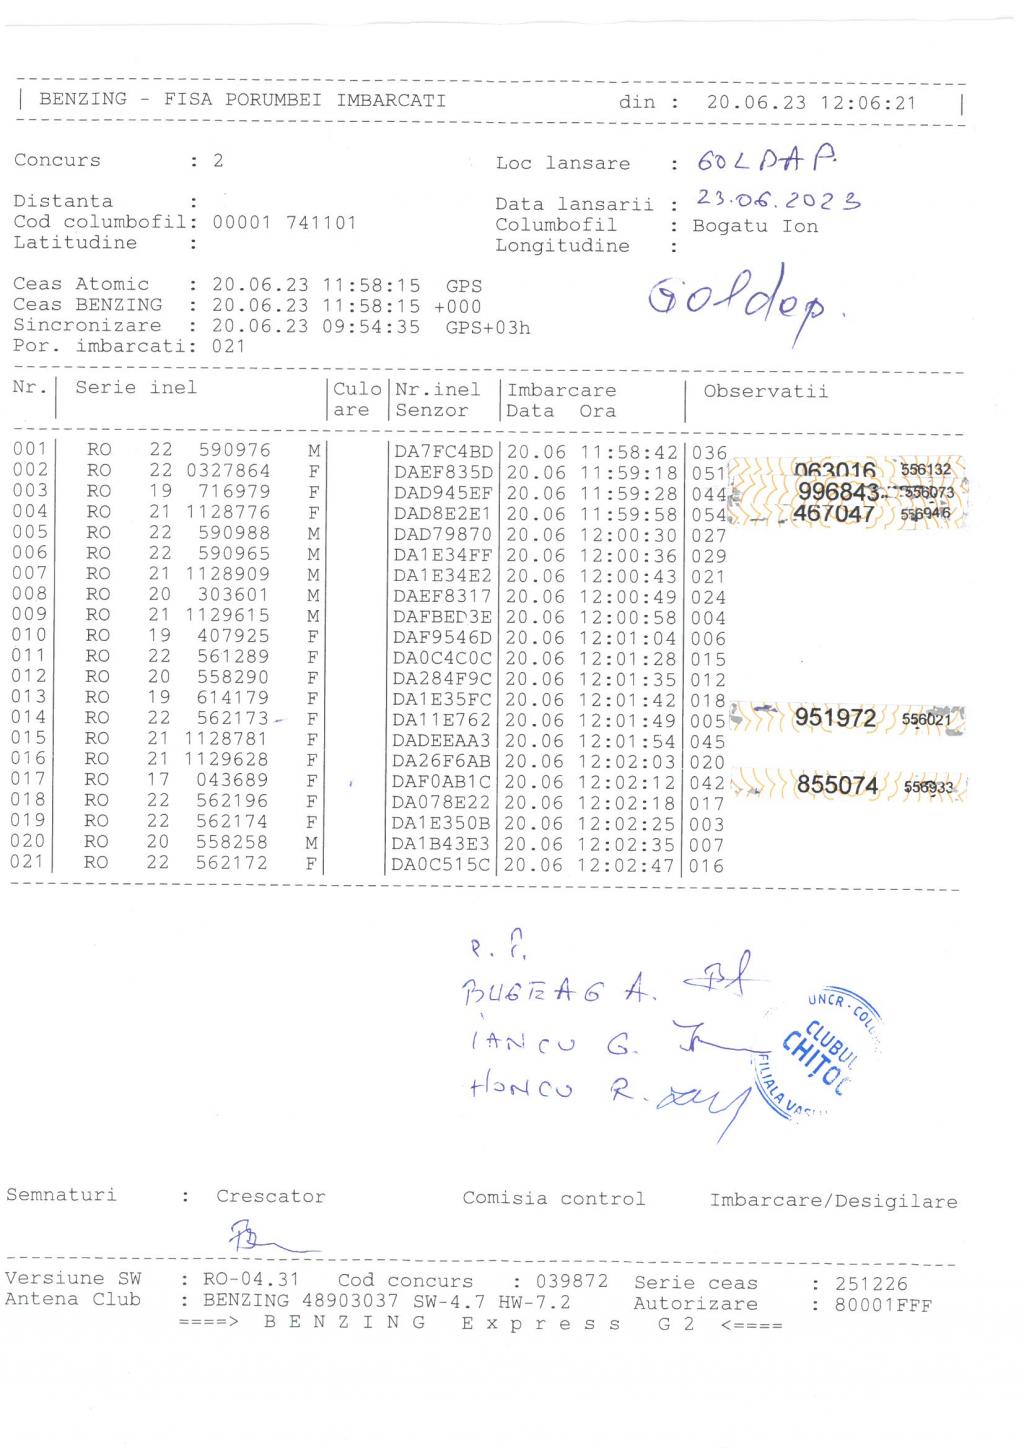 BENZING - FISA PORUMBEI IMBARCATI din : 20.06.23 12:06:21
Concurs : 2 Loc lansare : GOLDAP.
Distanta : Data lansarii : 23.06.2023
Cod columbofil: 00001 741101 Columbofil : Bogatu Ion
Latitudine : Longitudine :
Ceas Atomic : 20.06.23 11:58:15 GPS
Ceas BENZING : 20.06.23 11:58:15 +000
Sincronizare : 20.06.23 09:54:35 GPS+03h
Por. imbarcati: 021
Goldep.
Nr. Serie inel Culo Nr.inel Imbarcare Observatii
are Senzor Data Ora
001 RO 22 590976 M DA7FC4BD 20.06 11:58:42 036
002 RO 22 0327864 F DAEF835D 20.06 11:59:18 051 063016 556132
003 RO 19 716979 F DAD945EF 20.06 11:59:28 044 996843 556073
004 RO 21 1128776 F DAD8E2E1 20.06 11:59:58 054 467047
005 RO 22 590988 M DAD79870 20.06 12:00:30 027
006 RO 22 590965 M DA1E34FF 20.06 12:00:36 029
007 RO 21 1128909 M DA1E34E2 20.06 12:00:43 021
008 RO 20 303601 M DAEF8317 20.06 12:00:49 024
009 RO 21 1129615 M DAFBED3E 20.06 12:00:58 004
010 RO 19 407925 F DAF9546D 20.06 12:01:04 006
011 RO 22 561289 F DA0C4C0C 20.06 12:01:28 015
012 RO 20 558290 F DA284F9C 20.06 12:01:35 012
013 RO 19 614179 F DA1E35FC 20.06 12:01:42 018
014 RO 22 562173 F DA11E762 20.06 12:01:49 005 951972 556021
015 RO 21 1128781 F DADEEAA3 20.06 12:01:54 045
016 RO 21 1129628 F DA26F6AB 20.06 12:02:03 020
017 RO 17 043689 F DAF0AB1C 20.06 12:02:12 042 855074
018 RO 22 562196 F DA078E22 20.06 12:02:18 017
019 RO 22 562174 F DA1E350B 20.06 12:02:25 003
020 RO 20 558258 M DA1B43E3 20.06 12:02:35 007
021 RO 22 562172 F DA0C515C 20.06 12:02:47 016
BUGEAG A.
IANCU G.
HONCU R.
UNCR - COL
CLUBUL
CHIȚOC
FILIALA VASLUI
Semnaturi : Crescator Comisia control Imbarcare/Desigilare
Versiune SW : RO-04.31 Cod concurs : 039872 Serie ceas : 251226
Antena Club : BENZING 48903037 SW-4.7 HW-7.2 Autorizare : 80001FFF
====> B E N Z I N G E x p r e s s G 2 <====